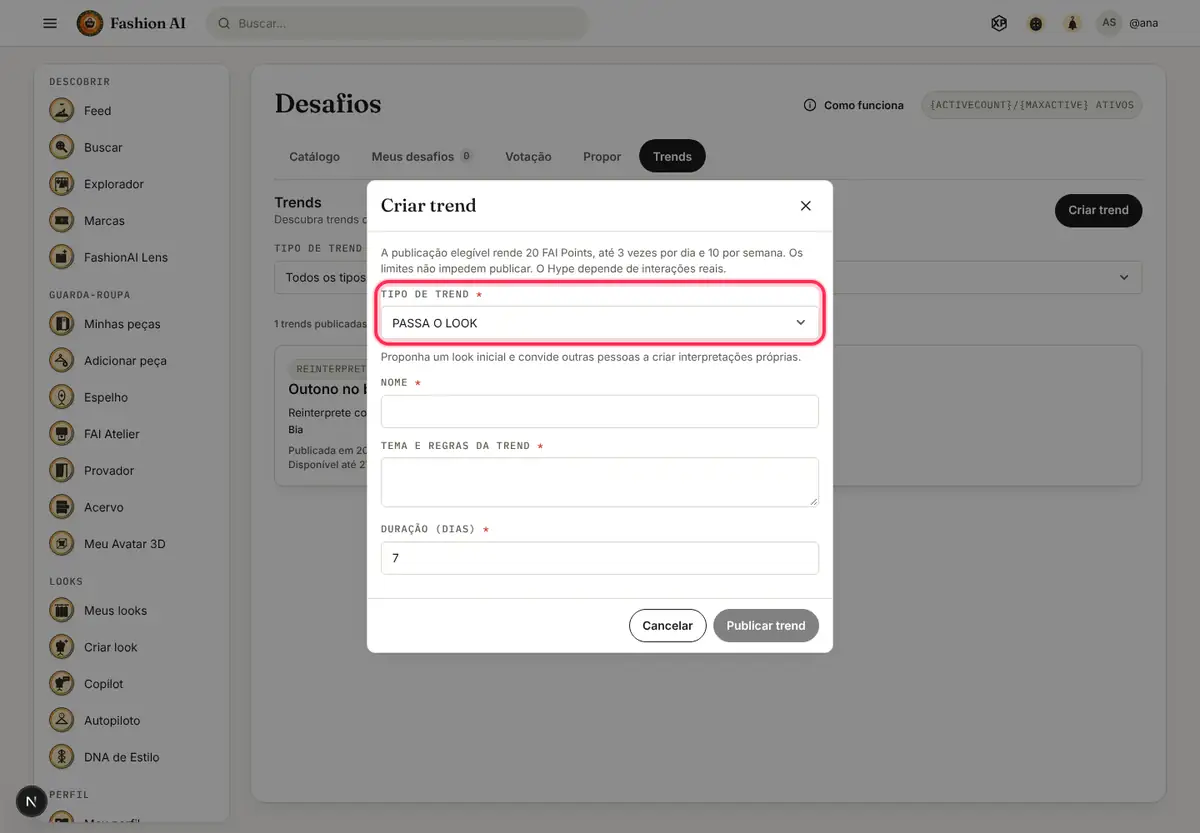 Fashion AI
Buscar...
XP
AS
@ana
DESCOBRIR
Feed
Buscar
Explorador
Marcas
FashionAI Lens
GUARDA-ROUPA
Minhas peças
Adicionar peça
Espelho
FAI Atelier
Provador
Acervo
Meu Avatar 3D
LOOKS
Meus looks
Criar look
Copilot
Autopiloto
DNA de Estilo
PERFIL
Meu perfil
N
Desafios
Como funciona
{ACTIVECOUNT}/{MAXACTIVE} ATIVOS
Catálogo
Meus desafios 0
Votação
Propor
Trends
Trends
Descubra trends
Criar trend
TIPO DE TREND
Todos os tipos
1 trends publicadas
REINTERPRET
Outono no
Reinterprete co
Bia
Publicada em 20
Disponível até 2
Criar trend
A publicação elegível rende 20 FAI Points, até 3 vezes por dia e 10 por semana. Os
limites não impedem publicar. O Hype depende de interações reais.
TIPO DE TREND *
PASSA O LOOK
Proponha um look inicial e convide outras pessoas a criar interpretações próprias.
NOME *
TEMA E REGRAS DA TREND *
DURAÇÃO (DIAS) *
7
Cancelar
Publicar trend